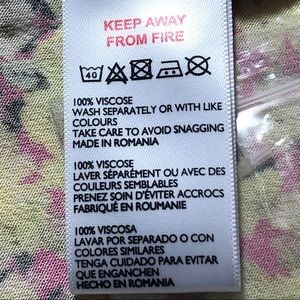 KEEP AWAY
FROM FIRE
40
100% VISCOSE
WASH SEPARATELY OR WITH LIKE
COLOURS
TAKE CARE TO AVOID SNAGGING
MADE IN ROMANIA
100% VISCOSE
LAVER SÉPARÉMENT OU AVEC DES
COULEURS SEMBLABLES
PRENEZ SOIN D'ÉVITER ACCROCS
FABRIQUÉ EN ROUMANIE
100% VISCOSA
LAVAR POR SEPARADO O CON
COLORES SIMILARES
TENGA CUIDADO PARA EVITAR
QUE ENGANCHEN
HECHO EN ROMANIA